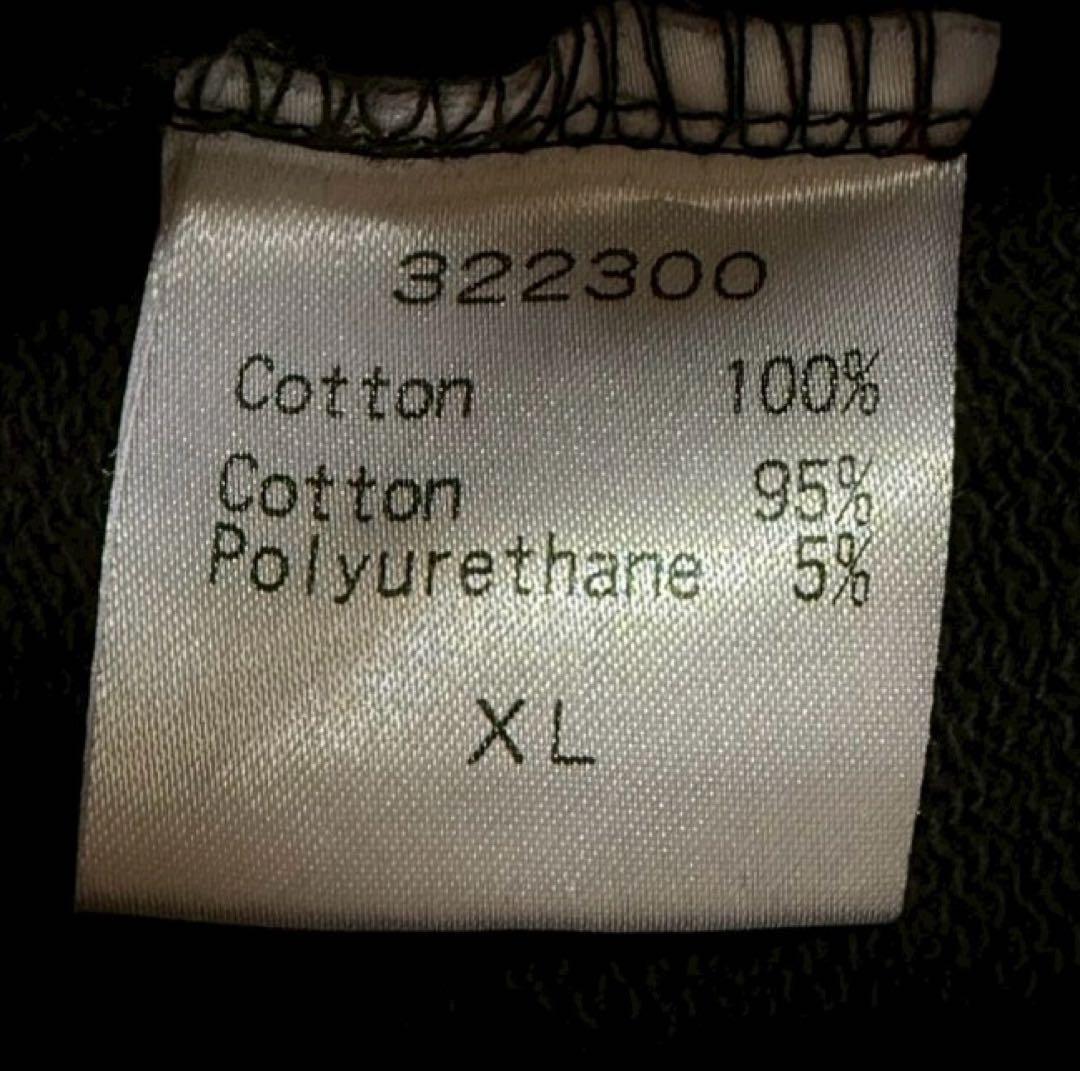 322300
Cotton 100%
Cotton 95%
Polyurethane 5%
XL